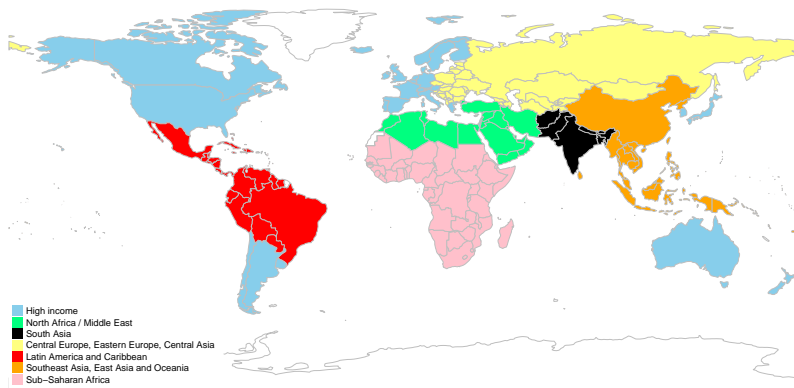 High income
North Africa / Middle East
South Asia
Central Europe, Eastern Europe, Central Asia
Latin America and Caribbean
Southeast Asia, East Asia and Oceania
Sub−Saharan Africa